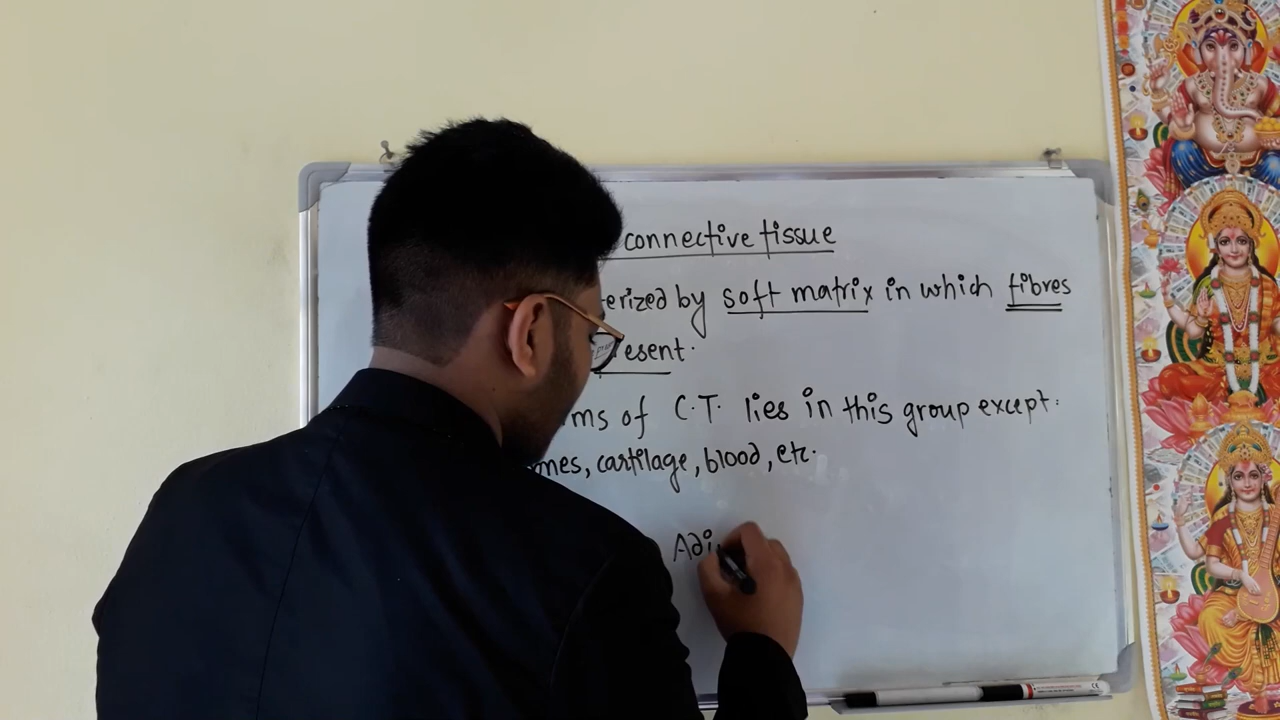 connective tissue
erized by soft matrix in which fibres
esent.
ms of C.T. lies in this group except:
nes, cartilage, blood, etc.
Adi